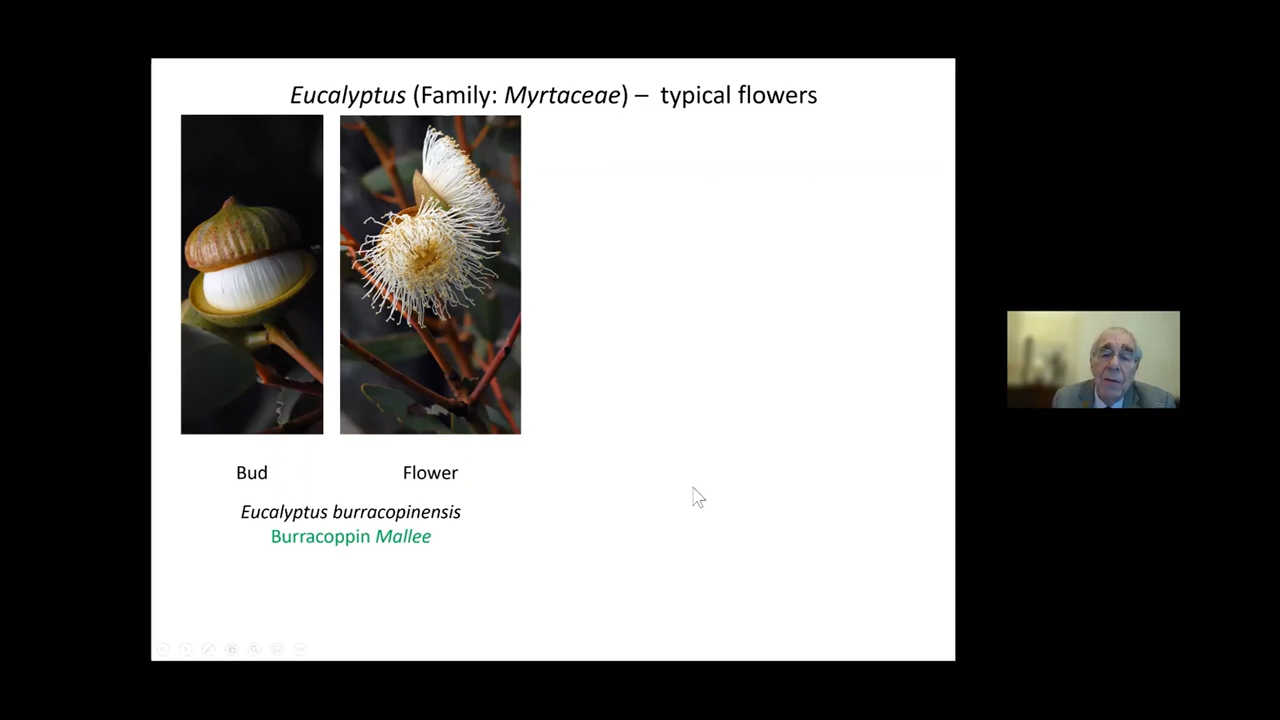 Eucalyptus (Family: Myrtaceae) – typical flowers
Bud
Flower
Eucalyptus burracopinensis
Burracoppin Mallee